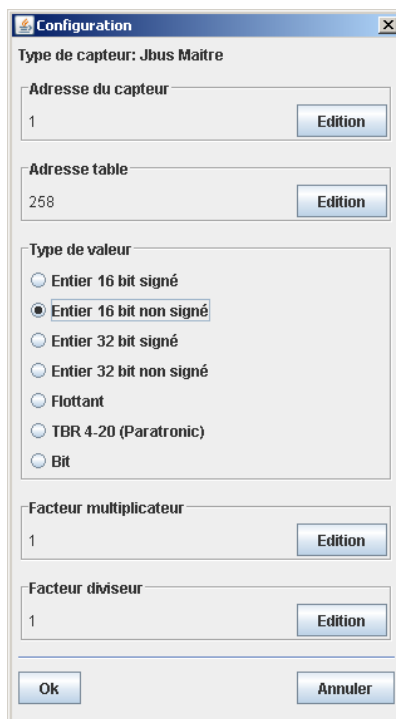 Configuration
Type de capteur: Jbus Maitre
Adresse du capteur
1 Edition
Adresse table
258 Edition
Type de valeur
Entier 16 bit signé
Entier 16 bit non signé
Entier 32 bit signé
Entier 32 bit non signé
Flottant
TBR 4-20 (Paratronic)
Bit
Facteur multiplicateur
1 Edition
Facteur diviseur
1 Edition
Ok Annuler